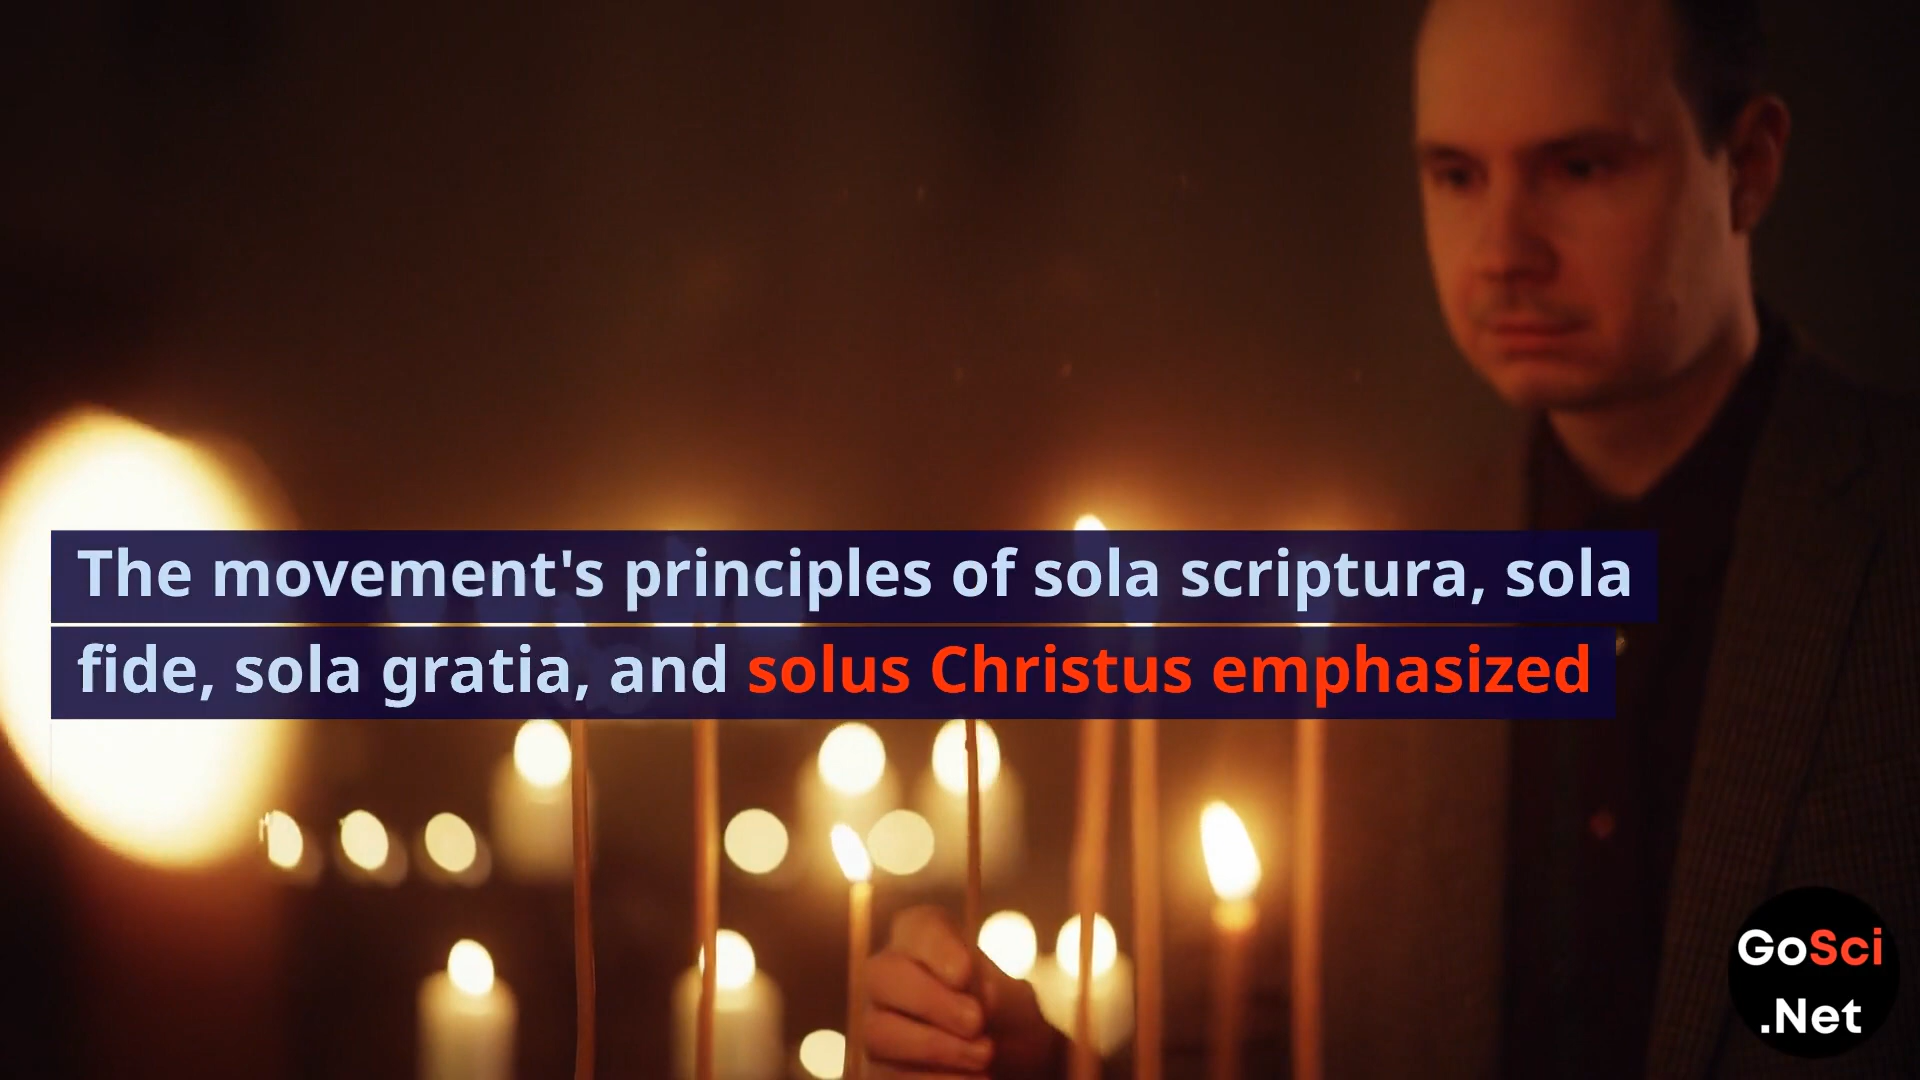 The movement's principles of sola scriptura, sola
fide, sola gratia, and solus Christus emphasized
GoSci
.Net